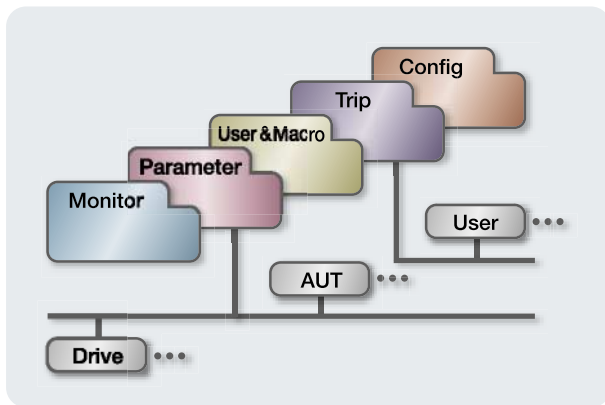 Config
Trip
User & Macro
Parameter
Monitor
User
AUT
Drive